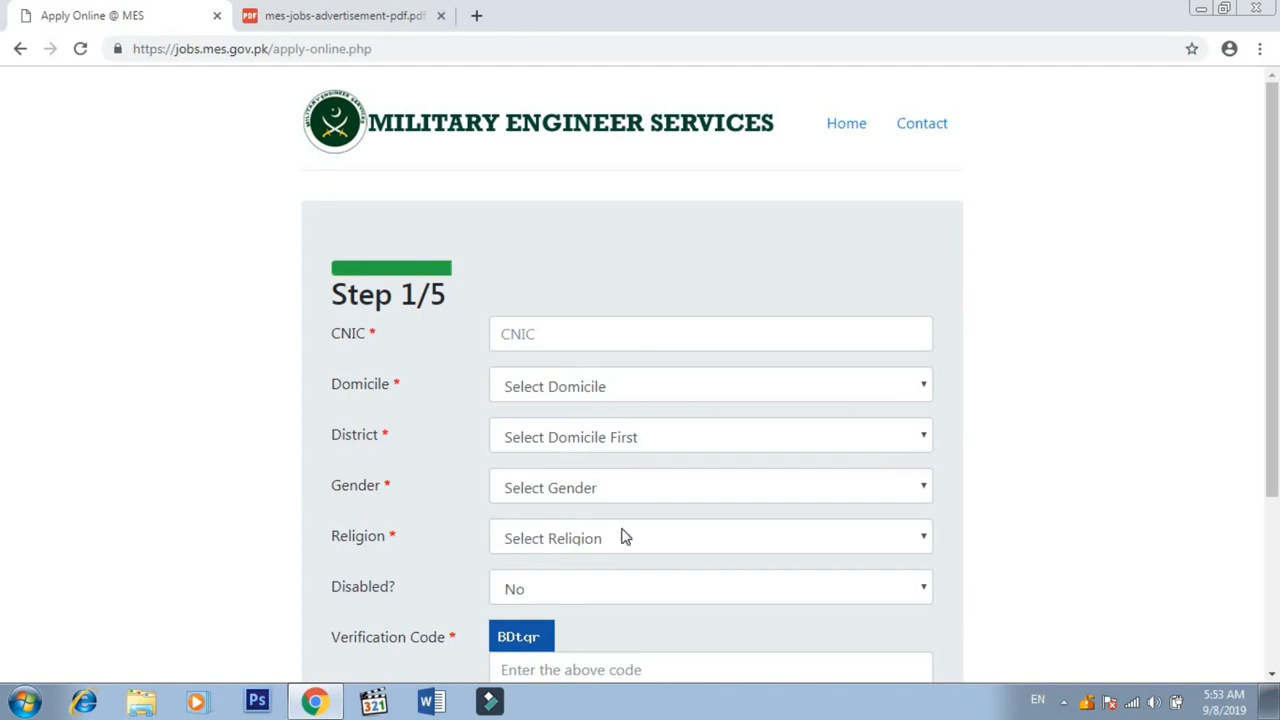 Apply Online @ MES
mes-jobs-advertisement-pdf.pdf
https://jobs.mes.gov.pk/apply-online.php
MILITARY ENGINEER SERVICES
Home
Contact
Step 1/5
CNIC *
CNIC
Domicile *
Select Domicile
District *
Select Domicile First
Gender *
Select Gender
Religion *
Select Religion
Disabled?
No
Verification Code *
BDtqr
Enter the above code
Ps
321
W
EN
5:53 AM
9/8/2019